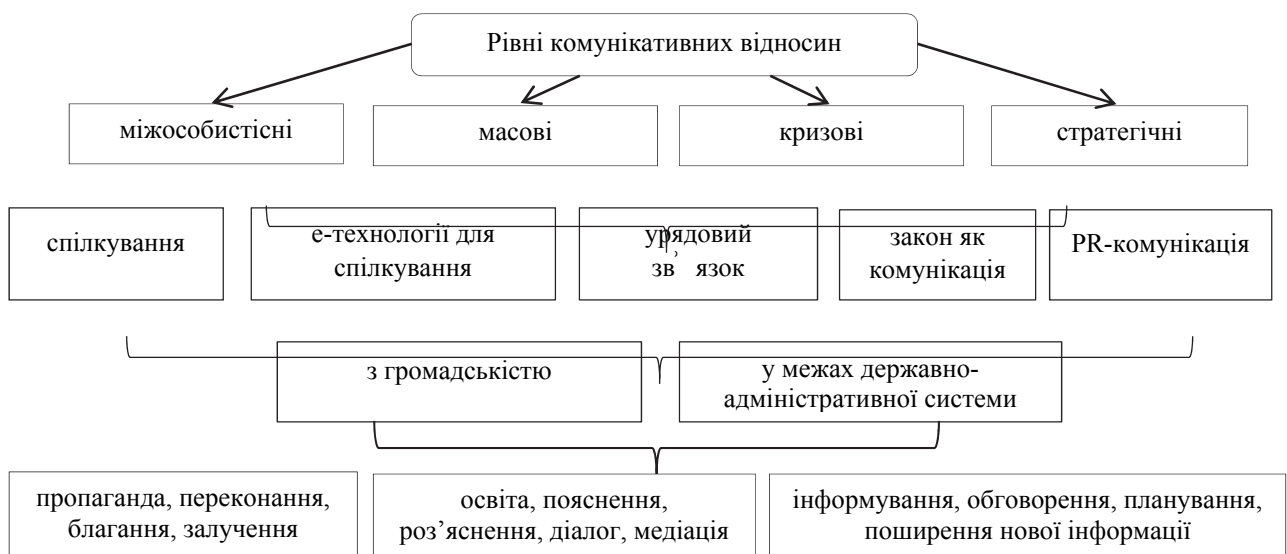 Рівні комунікативних відносин
міжособистісні
масові
кризові
стратегічні
спілкування
е-технології для
спілкування
урядовий
зв’ язок
закон як
комунікація
PR-комунікація
з громадськістю
у межах державно-
адміністративної системи
пропаганда, переконання,
благання, залучення
освіта, пояснення,
роз’яснення, діалог, медіація
інформування, обговорення, планування,
поширення нової інформації